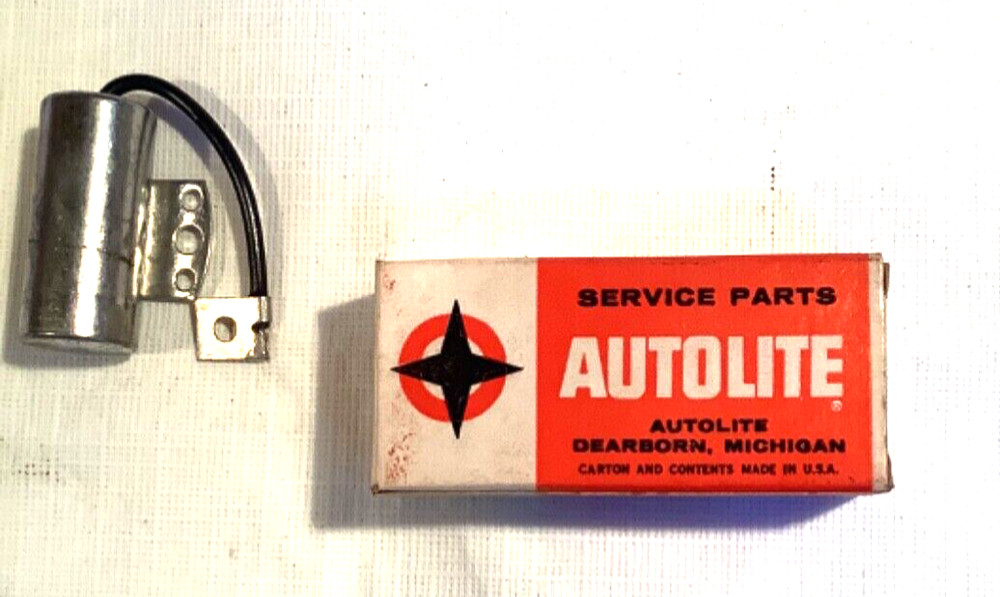 SERVICE PARTS
AUTOLITE
®
AUTOLITE
DEARBORN, MICHIGAN
CARTON AND CONTENTS MADE IN U.S.A.